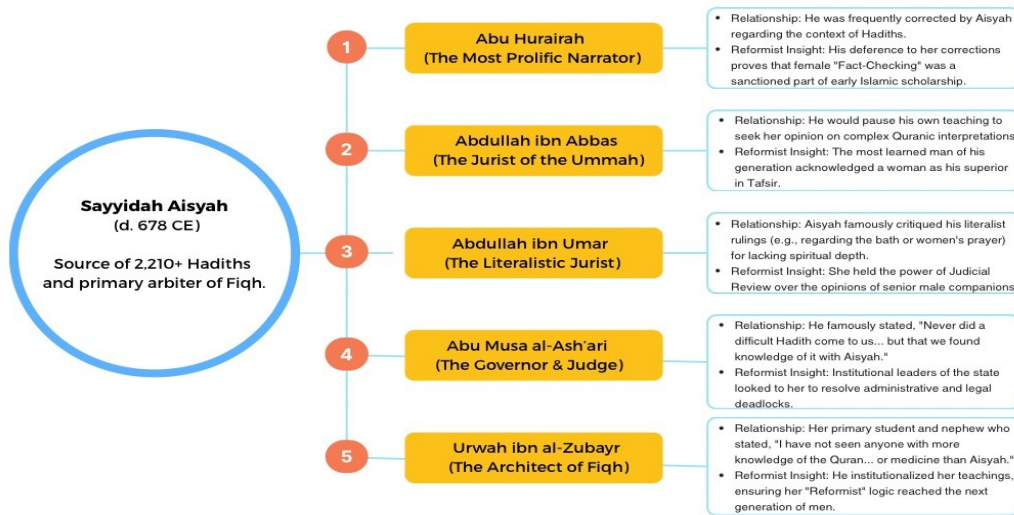 Sayyidah Aisyah
(d. 678 CE)
Source of 2,210+ Hadiths
and primary arbiter of Fiqh.
1
Abu Hurairah
(The Most Prolific Narrator)
• Relationship: He was frequently corrected by Aisyah
regarding the context of Hadiths.
• Reformist Insight: His deference to her corrections
proves that female "Fact-Checking" was a
sanctioned part of early Islamic scholarship.
2
Abdullah ibn Abbas
(The Jurist of the Ummah)
• Relationship: He would pause his own teaching to
seek her opinion on complex Quranic interpretations
• Reformist Insight: The most learned man of his
generation acknowledged a woman as his superior
in Tafsir.
3
Abdullah ibn Umar
(The Literalistic Jurist)
• Relationship: Aisyah famously critiqued his literalist
rulings (e.g., regarding the bath or women's prayer)
for lacking spiritual depth.
• Reformist Insight: She held the power of Judicial
Review over the opinions of senior male companions
4
Abu Musa al-Ash'ari
(The Governor & Judge)
• Relationship: He famously stated, "Never did a
difficult Hadith come to us... but that we found
knowledge of it with Aisyah."
• Reformist Insight: Institutional leaders of the state
looked to her to resolve administrative and legal
deadlocks.
5
Urwah ibn al-Zubayr
(The Architect of Fiqh)
• Relationship: Her primary student and nephew who
stated, "I have not seen anyone with more
knowledge of the Quran... or medicine than Aisyah."
• Reformist Insight: He institutionalized her teachings,
ensuring her "Reformist" logic reached the next
generation of men.